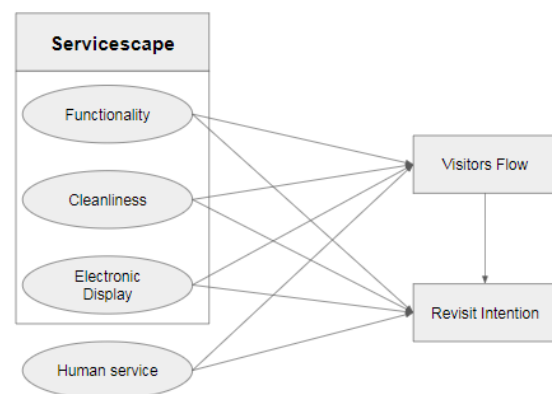 Servicescape
Functionality
Cleanliness
Electronic
Display
Human service
Visitors Flow
Revisit Intention